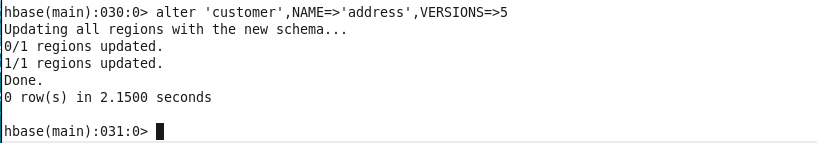 hbase(main):030:0> alter 'customer',NAME=>'address',VERSIONS=>5
Updating all regions with the new schema...
0/1 regions updated.
1/1 regions updated.
Done.
0 row(s) in 2.1500 seconds
hbase(main):031:0>